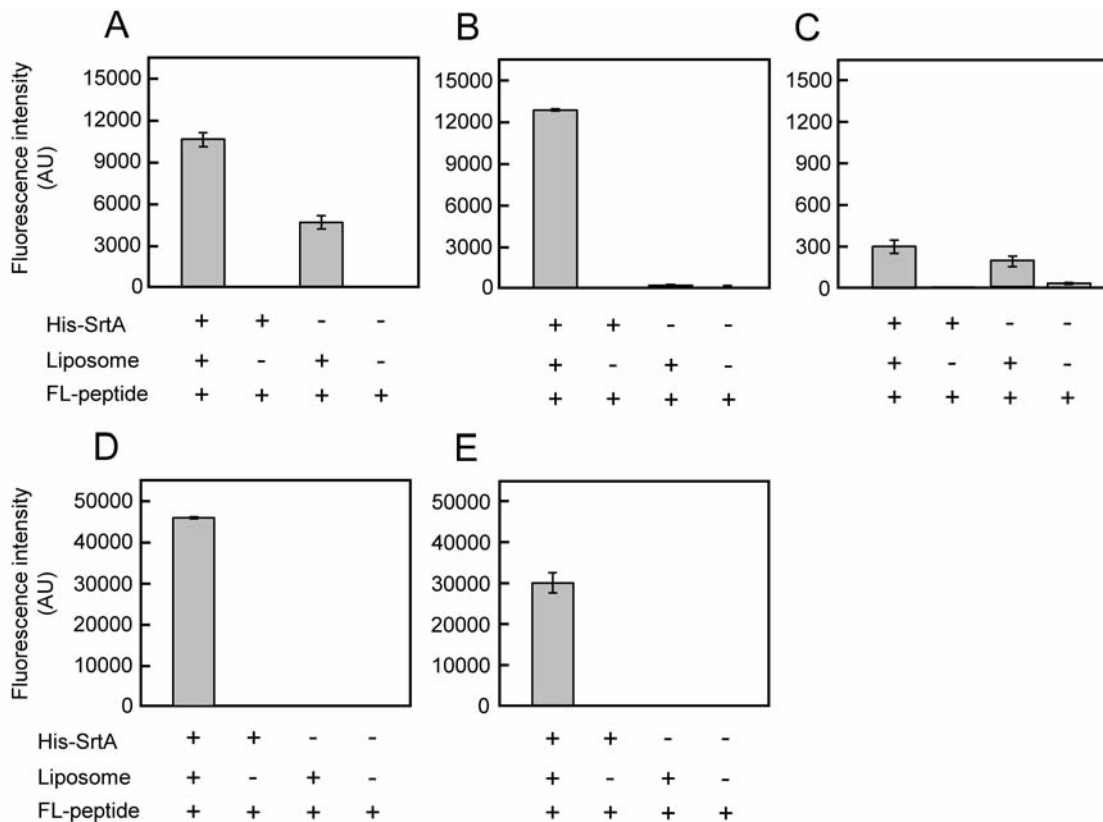 A
B
C
Fluorescence intensity
(AU)
15000
12000
9000
6000
3000
0
15000
12000
9000
6000
3000
0
1500
1200
900
600
300
0
His-SrtA + + - - + + - - + + - -
Liposome + - + - + - + - + - + -
FL-peptide + + + + + + + + + + + +
D
E
Fluorescence intensity
(AU)
50000
40000
30000
20000
10000
0
50000
40000
30000
20000
10000
0
His-SrtA + + - - + + - -
Liposome + - + - + - + -
FL-peptide + + + + + + + +